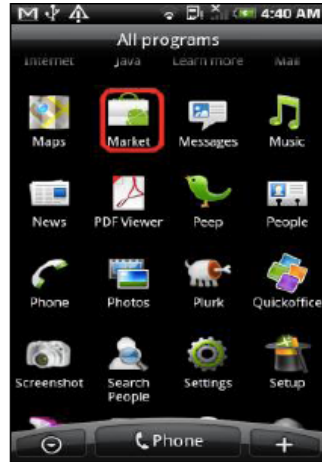 4:40 AM
All programs
Internet Java Learn more Mail
Maps Market Messages Music
News PDF Viewer Peep People
Phone Photos Plurk Quickoffice
Screenshot Search People Settings Setup
Phone